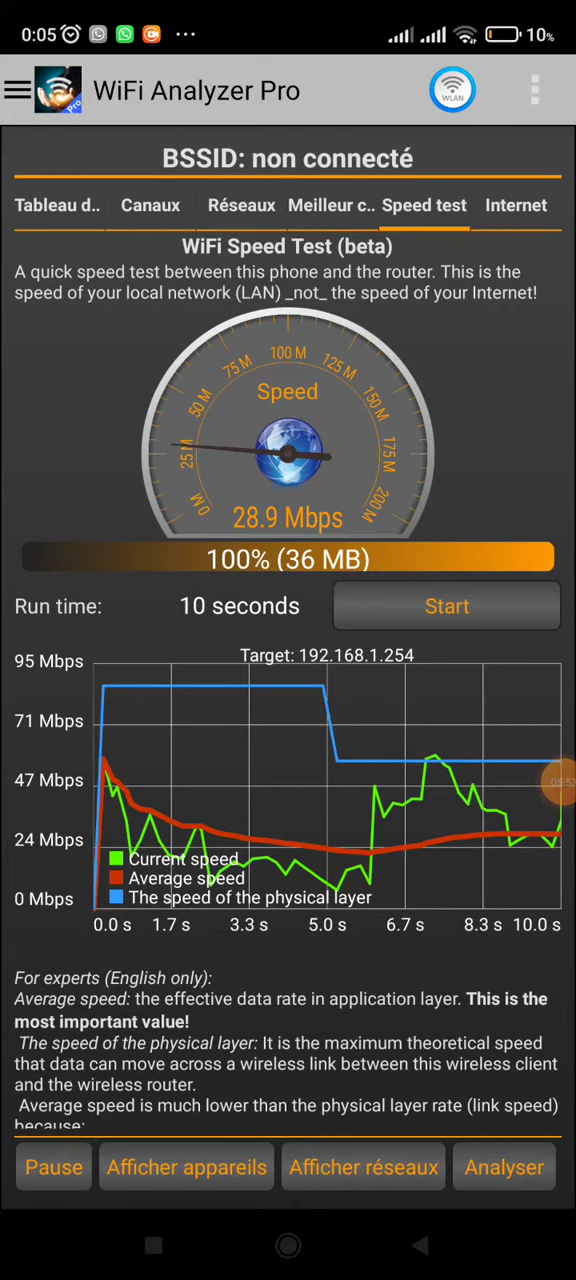 0:05
10%
WiFi Analyzer Pro
Pro
WLAN
BSSID: non connecté
Tableau d.. Canaux Réseaux Meilleur c.. Speed test Internet
WiFi Speed Test (beta)
A quick speed test between this phone and the router. This is the
speed of your local network (LAN) _not_ the speed of your Internet!
0 M 25 M 50 M 75 M 100 M 125 M 150 M 175 M 200 M
Speed
28.9 Mbps
100% (36 MB)
Run time: 10 seconds Start
Target: 192.168.1.254
95 Mbps
71 Mbps
47 Mbps
24 Mbps
0 Mbps
Current speed
Average speed
The speed of the physical layer
0.0 s 1.7 s 3.3 s 5.0 s 6.7 s 8.3 s 10.0 s
For experts (English only):
Average speed: the effective data rate in application layer. This is the
most important value!
The speed of the physical layer: It is the maximum theoretical speed
that data can move across a wireless link between this wireless client
and the wireless router.
Average speed is much lower than the physical layer rate (link speed)
because:
Pause Afficher appareils Afficher réseaux Analyser